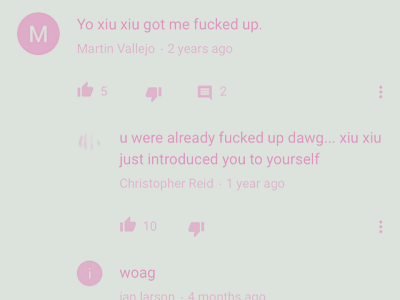 M
Yo xiu xiu got me fucked up.
Martin Vallejo · 2 years ago
5
2
u were already fucked up dawg... xiu xiu
just introduced you to yourself
Christopher Reid · 1 year ago
10
i
woag
ian larson · 4 months ago